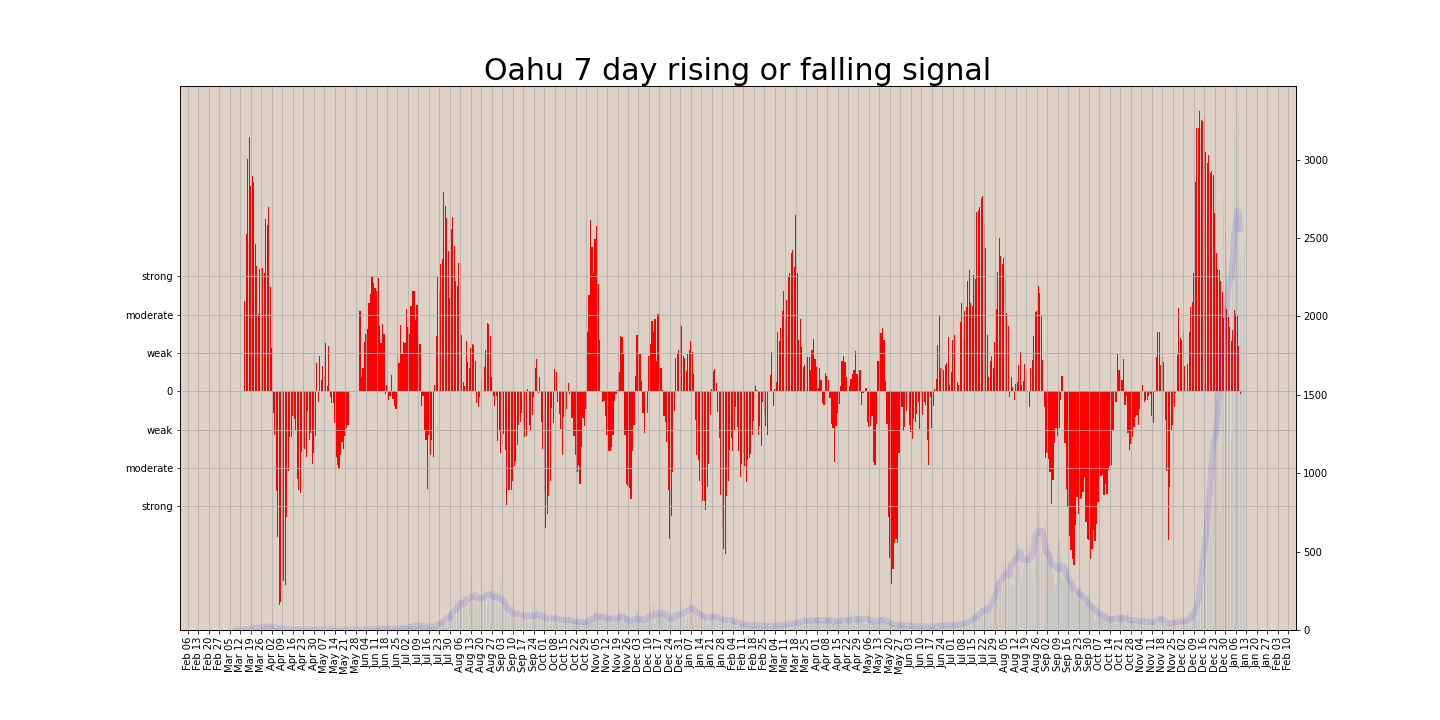 Oahu 7 day rising or falling signal
strong
moderate
weak
0
weak
moderate
strong
3000
2500
2000
1500
1000
500
0
Feb 06
Feb 13
Feb 20
Feb 27
Mar 05
Mar 12
Mar 19
Mar 26
Apr 02
Apr 09
Apr 16
Apr 23
Apr 30
May 07
May 14
May 21
May 28
Jun 04
Jun 11
Jun 18
Jun 25
Jul 02
Jul 09
Jul 16
Jul 23
Jul 30
Aug 06
Aug 13
Aug 20
Aug 27
Sep 03
Sep 10
Sep 17
Sep 24
Oct 01
Oct 08
Oct 15
Oct 22
Oct 29
Nov 05
Nov 12
Nov 19
Nov 26
Dec 03
Dec 10
Dec 17
Dec 24
Dec 31
Jan 07
Jan 14
Jan 21
Jan 28
Feb 04
Feb 11
Feb 18
Feb 25
Mar 04
Mar 11
Mar 18
Mar 25
Apr 01
Apr 08
Apr 15
Apr 22
Apr 29
May 06
May 13
May 20
May 27
Jun 03
Jun 10
Jun 17
Jun 24
Jul 01
Jul 08
Jul 15
Jul 22
Jul 29
Aug 05
Aug 12
Aug 19
Aug 26
Sep 02
Sep 09
Sep 16
Sep 23
Sep 30
Oct 07
Oct 14
Oct 21
Oct 28
Nov 04
Nov 11
Nov 18
Nov 25
Dec 02
Dec 09
Dec 16
Dec 23
Dec 30
Jan 06
Jan 13
Jan 20
Jan 27
Feb 03
Feb 10